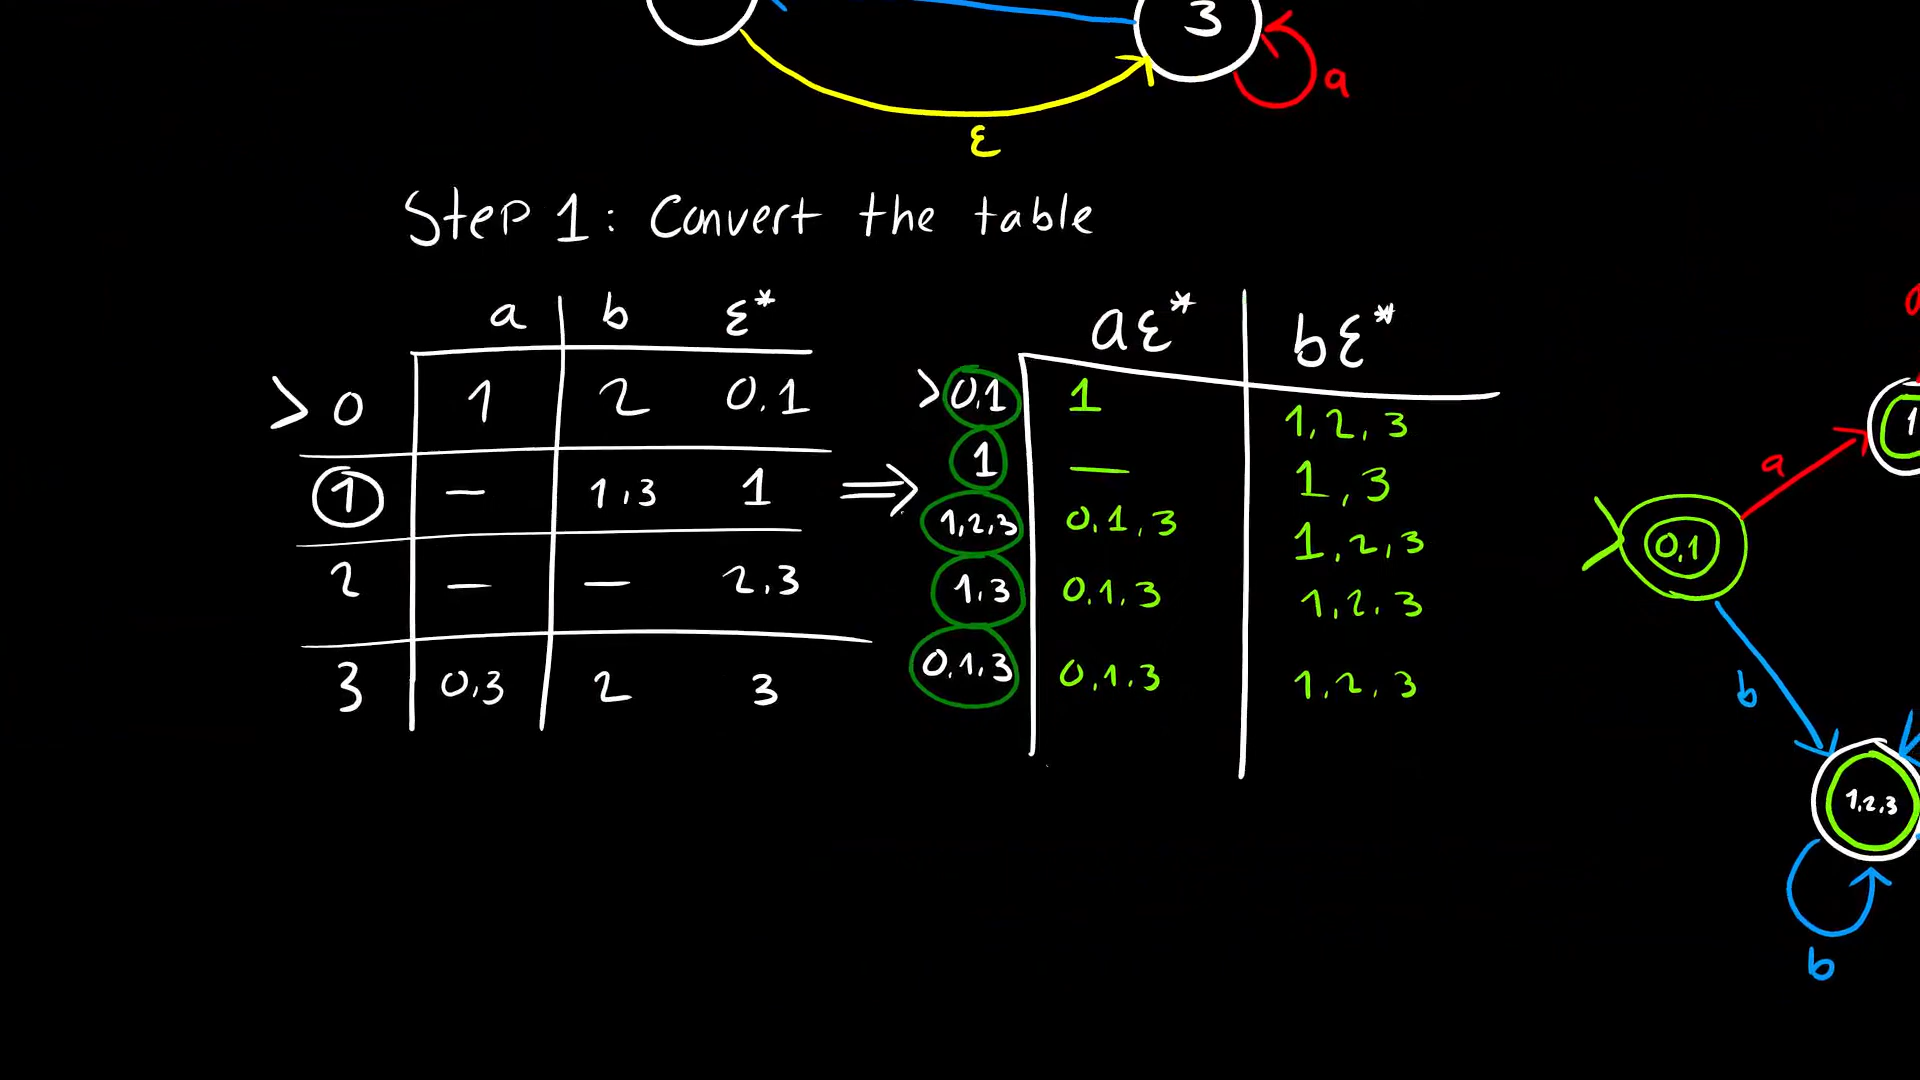 3
a
ε
Step 1: Convert the table
a b ε*
> 0 1 2 0,1
1 — 1,3 1
2 — — 2,3
3 0,3 2 3
⇒
aε* bε*
> 0,1 1 1,2,3
1 — 1,3
1,2,3 0,1,3 1,2,3
1,3 0,1,3 1,2,3
0,1,3 0,1,3 1,2,3
a
1
> 0,1
b
1,2,3
b